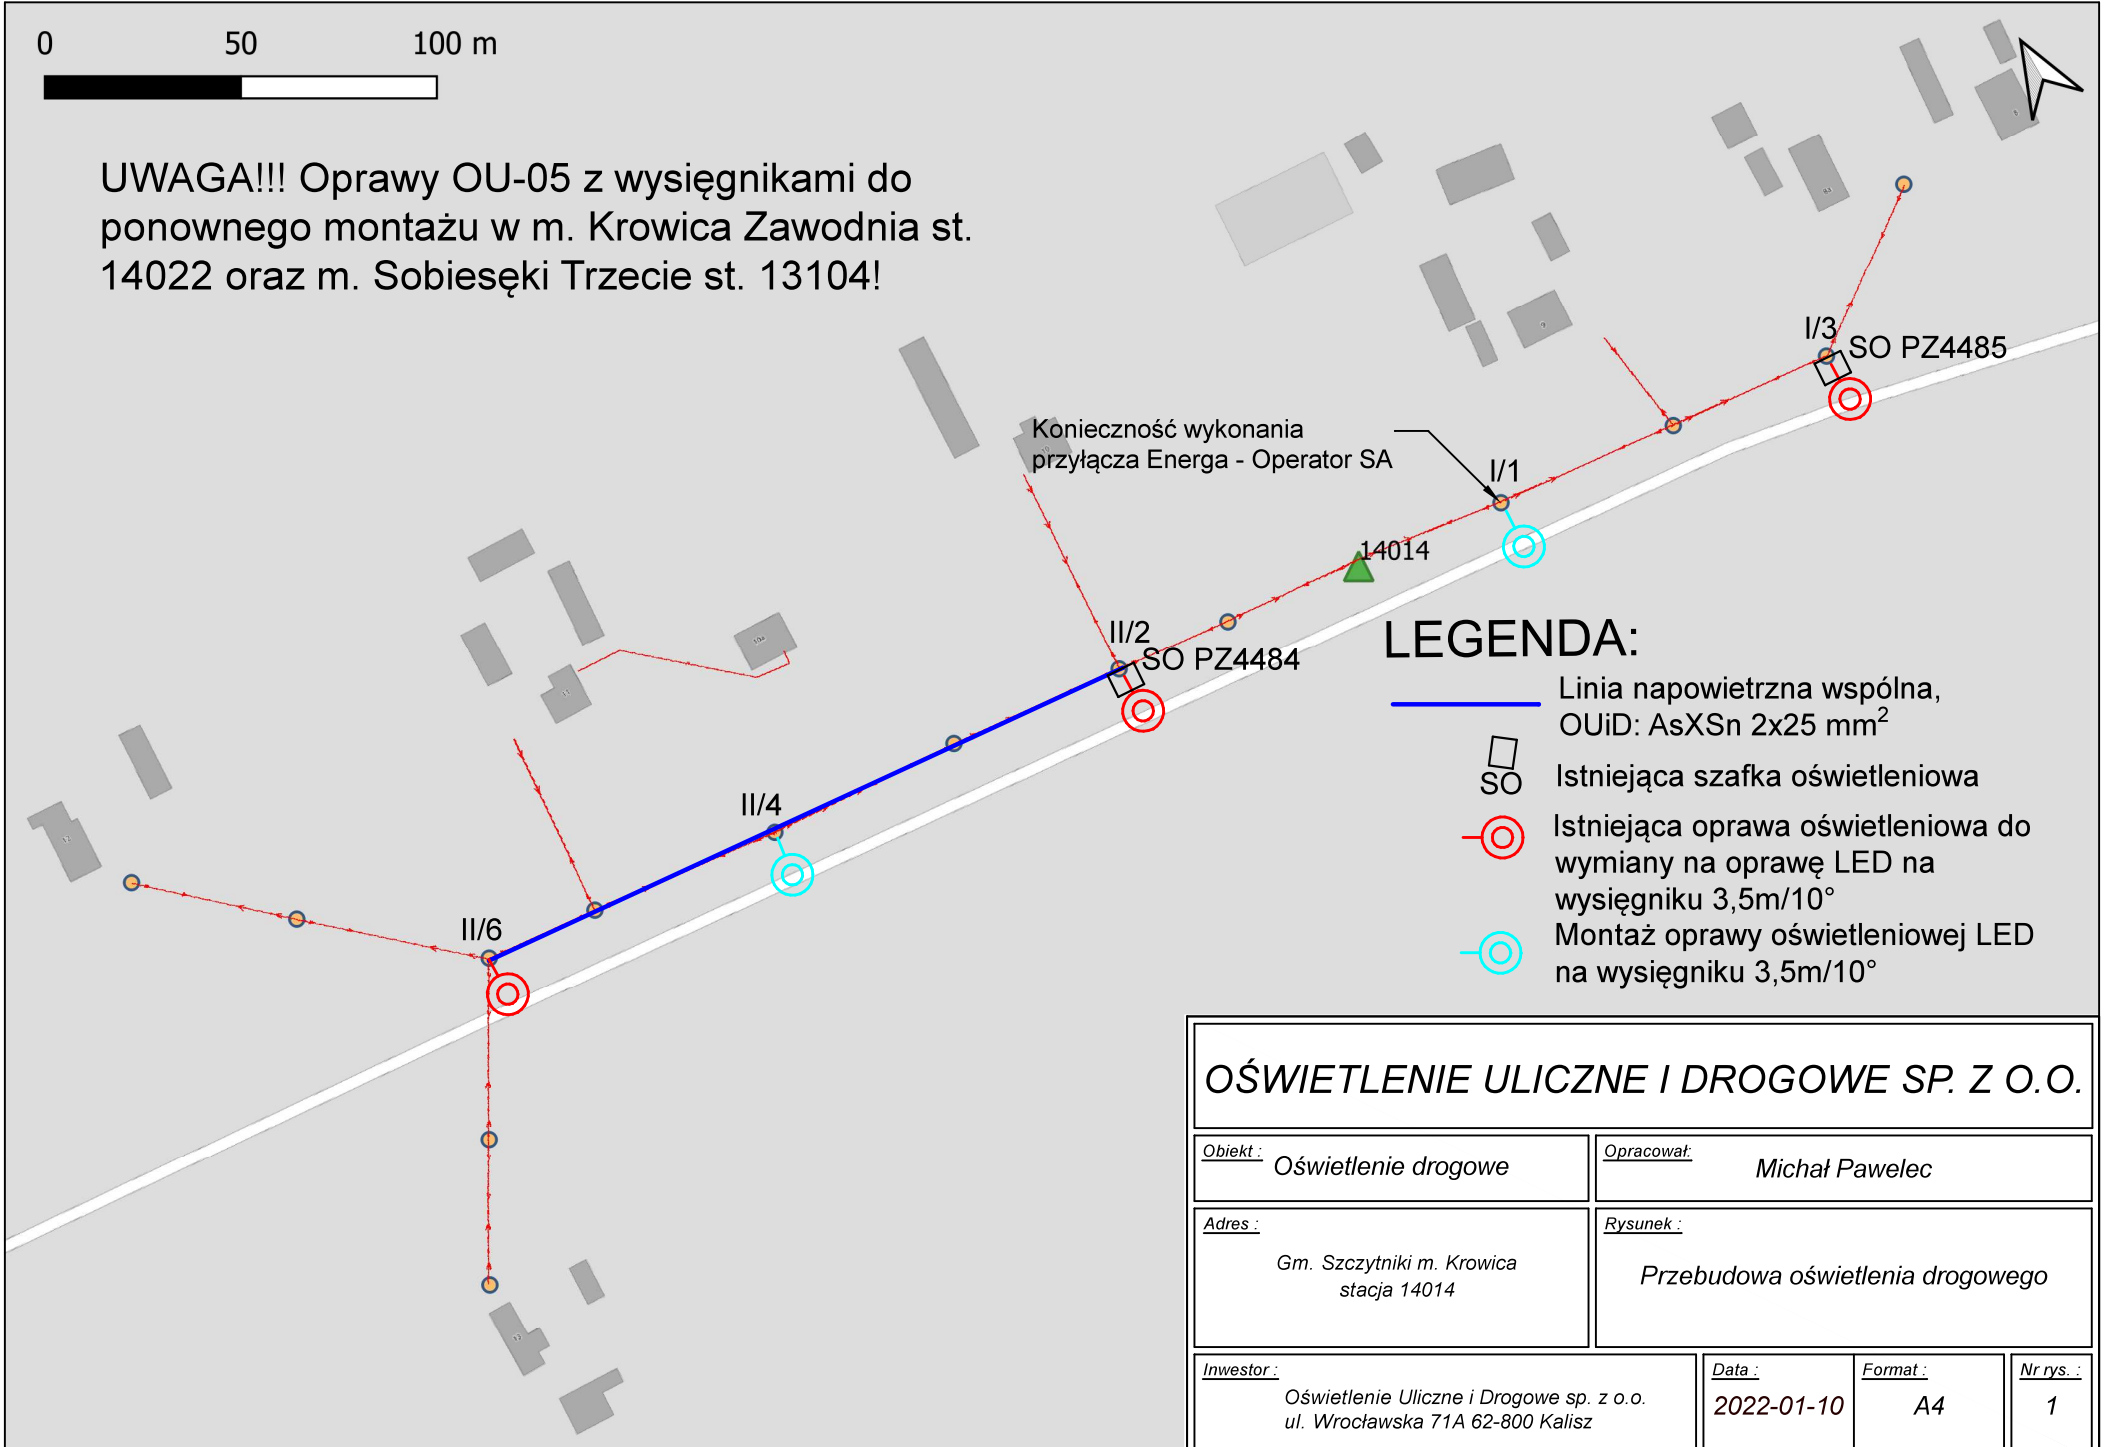 0 50 100 m
UWAGA!!! Oprawy OU-05 z wysięgnikami do
ponownego montażu w m. Krowica Zawodnia st.
14022 oraz m. Sobiesęki Trzecie st. 13104!
I/3
SO PZ4485
Konieczność wykonania
przyłącza Energa - Operator SA
I/1
14014
II/2
SO PZ4484
II/4
II/6
9
11
12
13
LEGENDA:
Linia napowietrzna wspólna,
OUiD: AsXSn 2x25 mm²
SO
Istniejąca szafka oświetleniowa
Istniejąca oprawa oświetleniowa do
wymiany na oprawę LED na
wysięgniku 3,5m/10°
Montaż oprawy oświetleniowej LED
na wysięgniku 3,5m/10°
OŚWIETLENIE ULICZNE I DROGOWE SP. Z O.O.
Obiekt : Oświetlenie drogowe
Opracował: Michał Pawelec
Adres :
Gm. Szczytniki m. Krowica
stacja 14014
Rysunek :
Przebudowa oświetlenia drogowego
Inwestor :
Oświetlenie Uliczne i Drogowe sp. z o.o.
ul. Wrocławska 71A 62-800 Kalisz
Data :
2022-01-10
Format :
A4
Nr rys. :
1